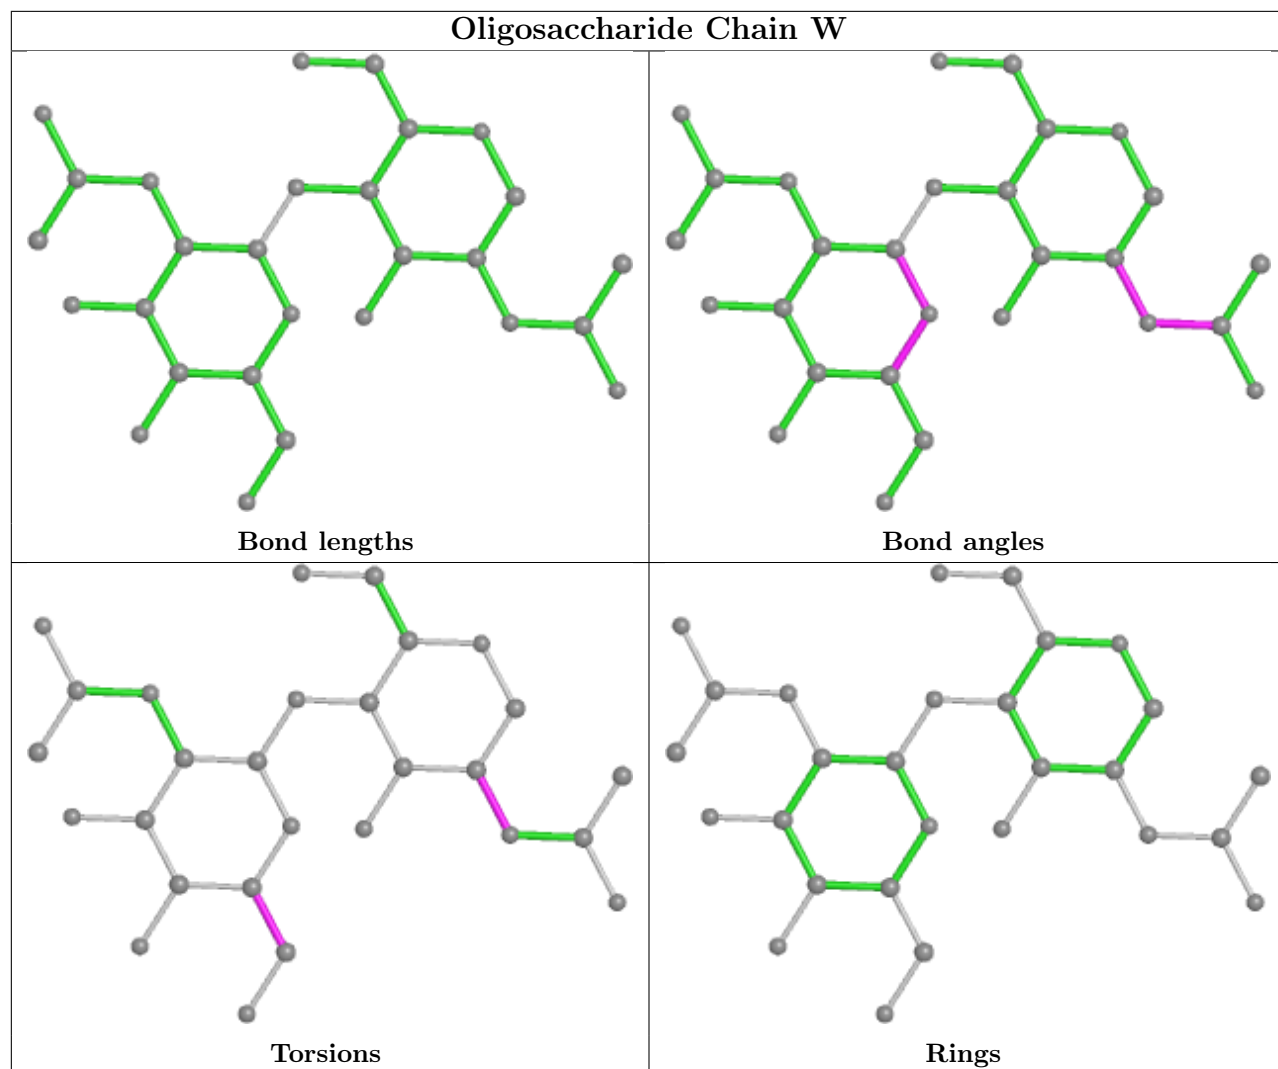 Oligosaccharide Chain W
Bond lengths
Bond angles
Torsions
Rings